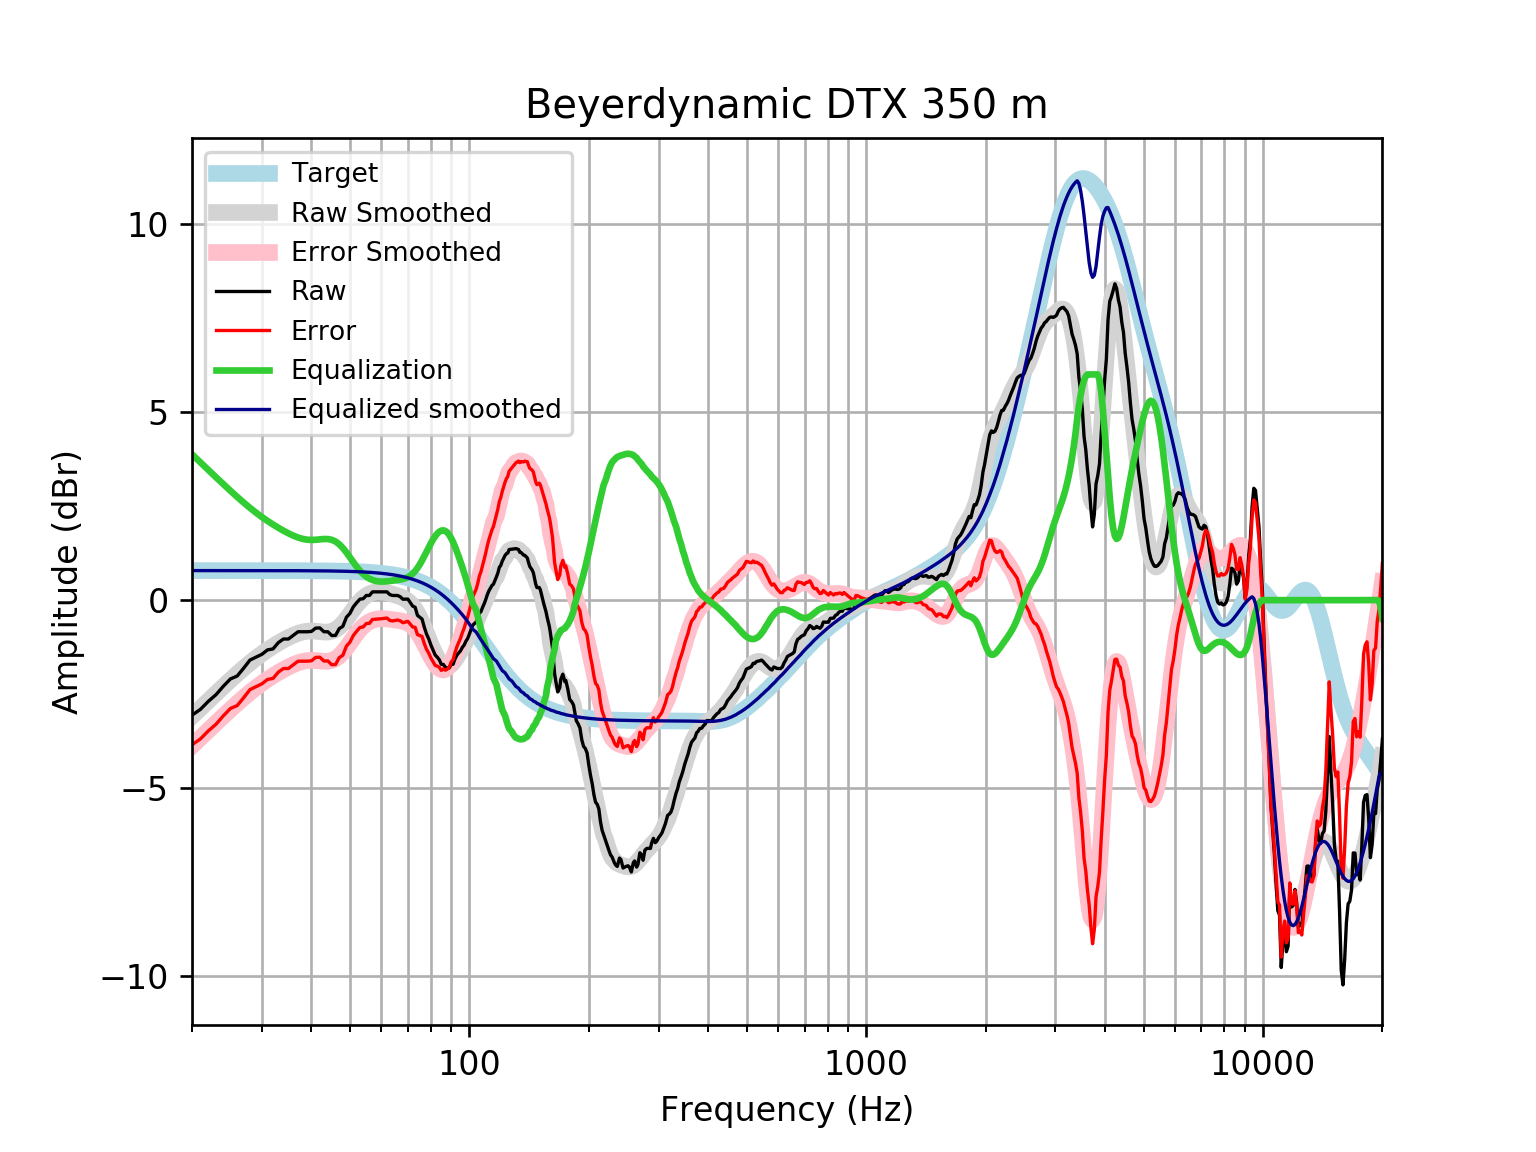 Beyerdynamic DTX 350 m
Target
Raw Smoothed
Error Smoothed
Raw
Error
Equalization
Equalized smoothed
10
5
0
−5
−10
Amplitude (dBr)
100 1000 10000
Frequency (Hz)